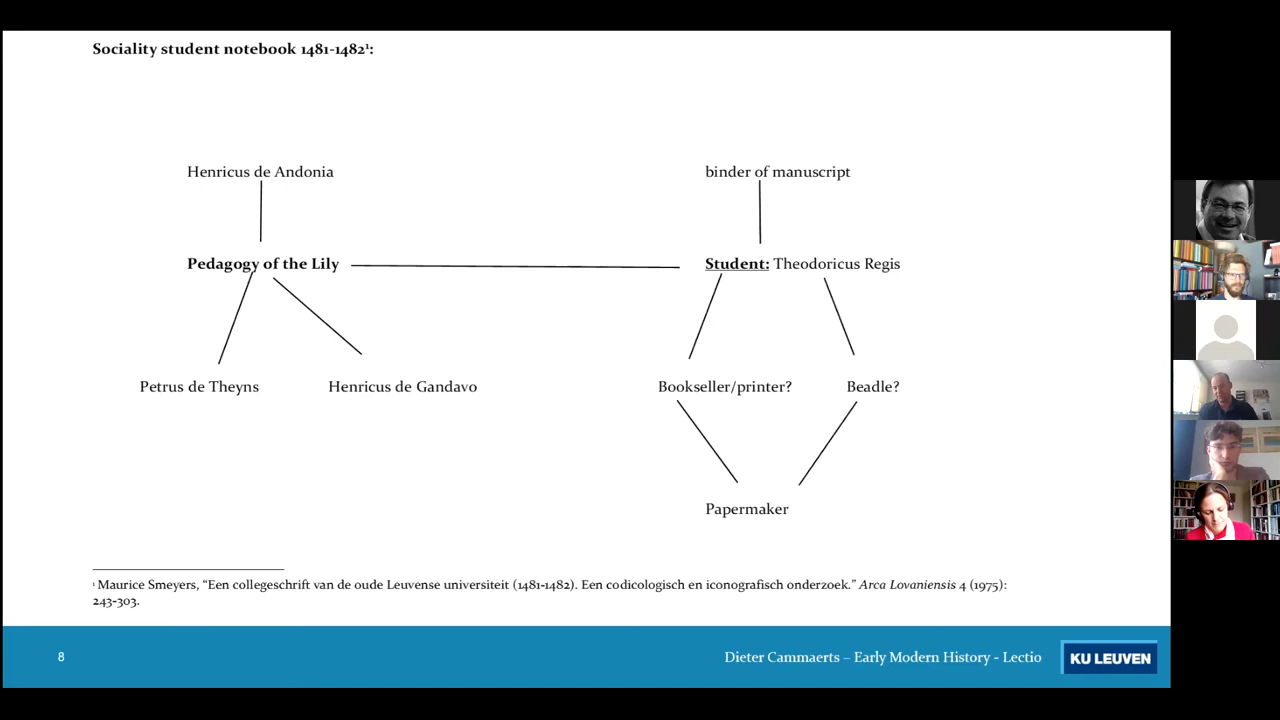 Sociality student notebook 1481-1482¹:
Henricus de Andonia
binder of manuscript
Pedagogy of the Lily
Student: Theodoricus Regis
Petrus de Theyns
Henricus de Gandavo
Bookseller/printer?
Beadle?
Papermaker
¹ Maurice Smeyers, “Een collegeschrift van de oude Leuvense universiteit (1481-1482). Een codicologisch en iconografisch onderzoek.” Arca Lovaniensis 4 (1975):
243-303.
8
Dieter Cammaerts – Early Modern History - Lectio
KU LEUVEN